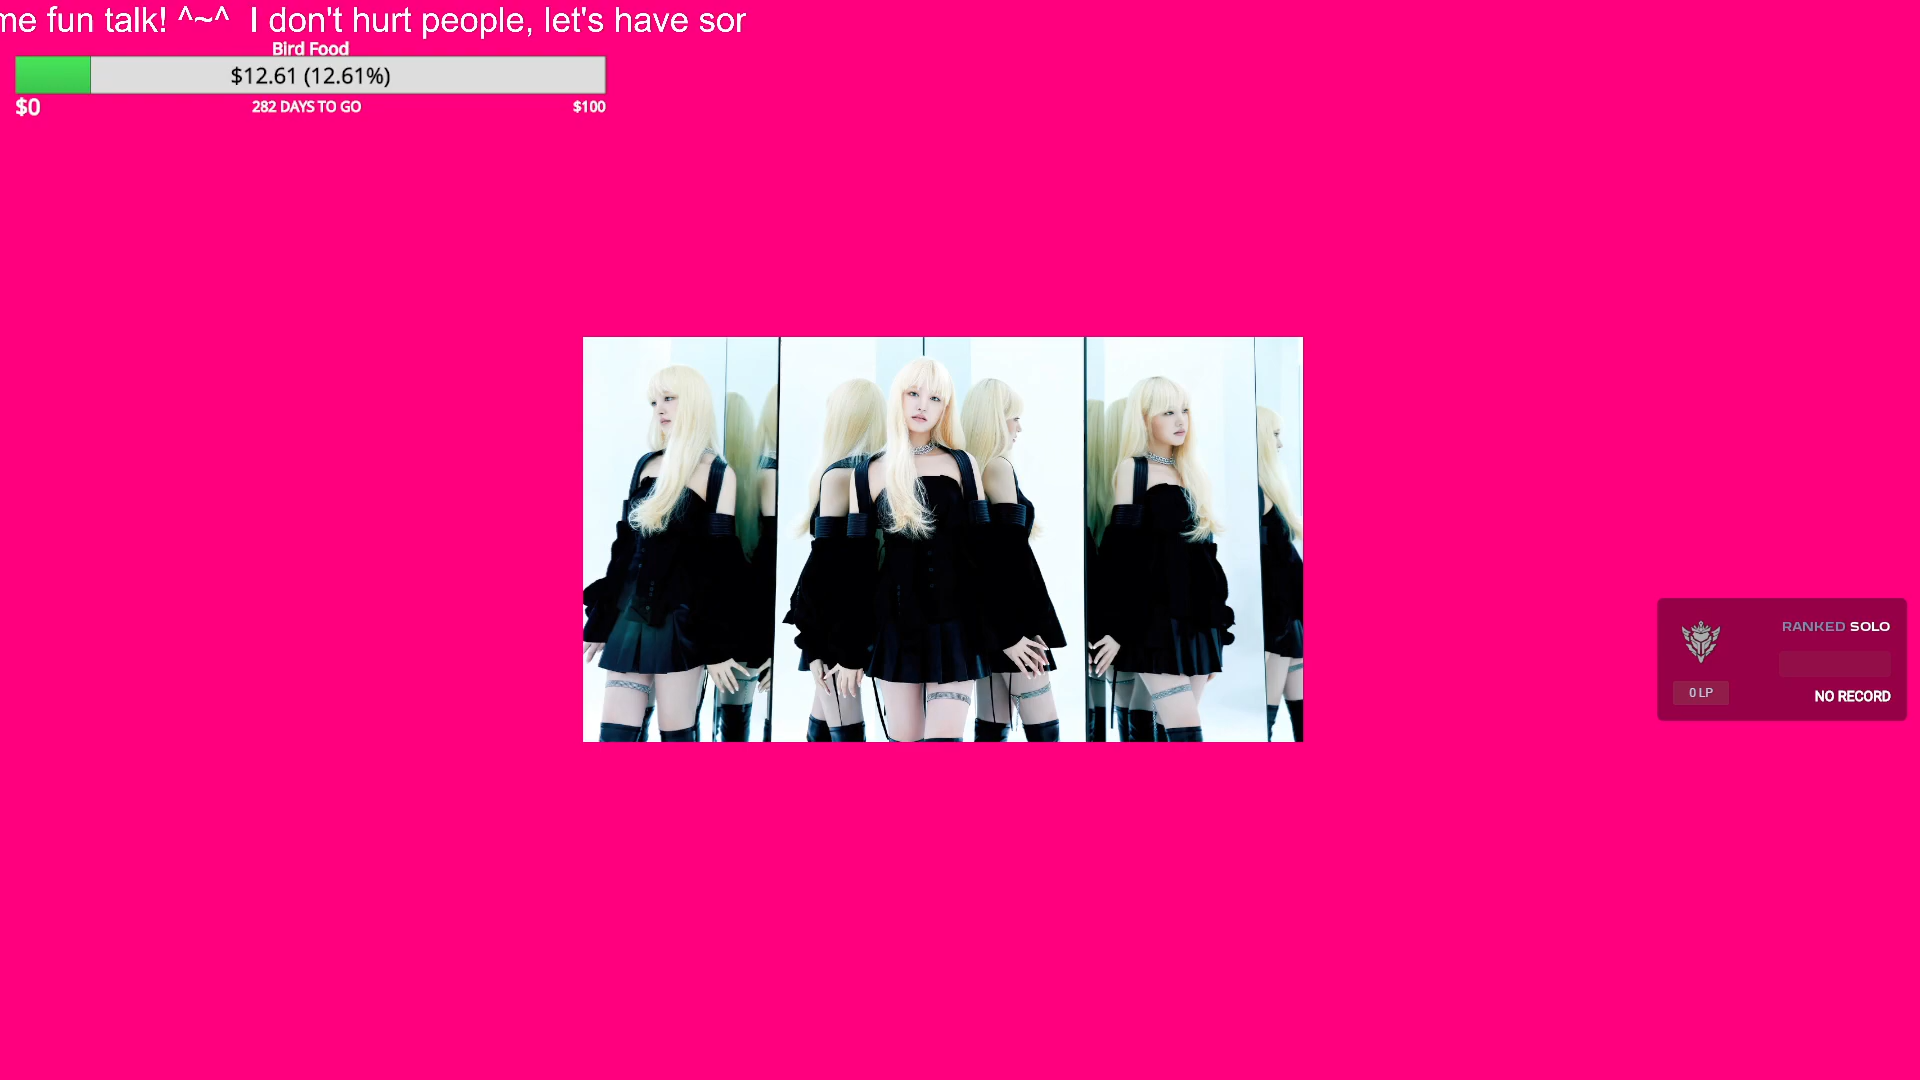 me fun talk! ^~^  I don't hurt people, let's have sor
Bird Food
$12.61 (12.61%)
$0
282 DAYS TO GO
$100
RANKED SOLO
0 LP
NO RECORD